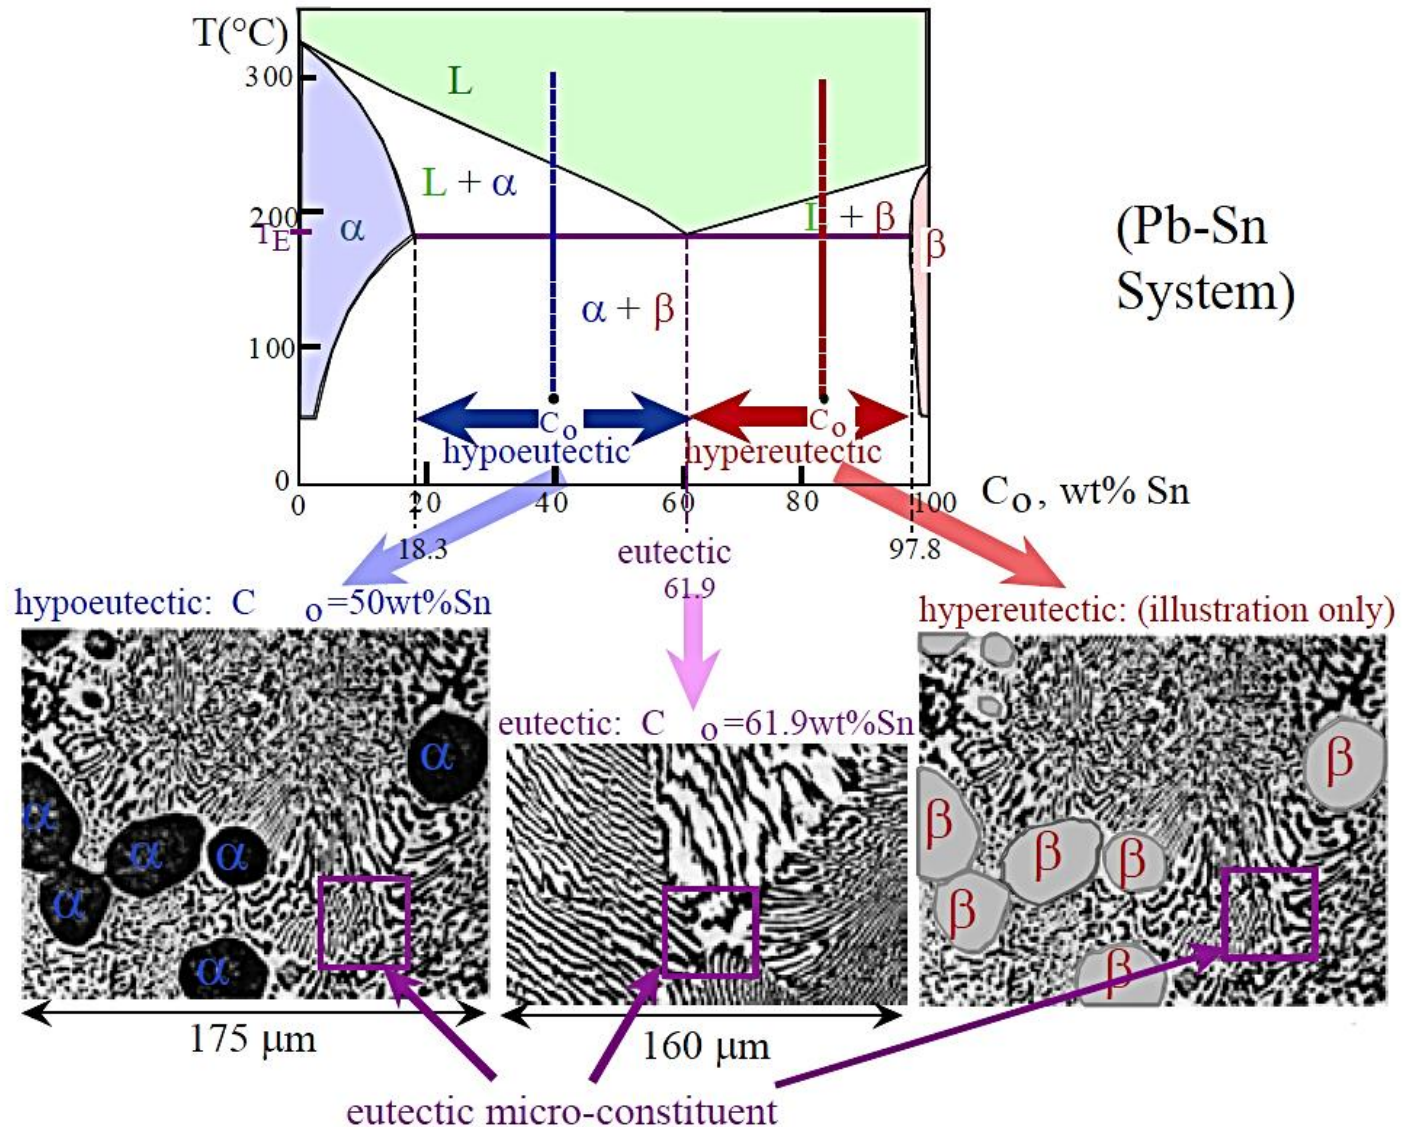 T(°C)
300
L
L + α
200
T_E
α
L + β
β
(Pb-Sn
System)
α + β
100
C_o
C_o
hypoeutectic
hypereutectic
0
0
20
40
60
80
100
C_o, wt% Sn
18.3
eutectic
61.9
97.8
hypoeutectic: C_o=50wt%Sn
hypereutectic: (illustration only)
eutectic: C_o=61.9wt%Sn
α
α
α
α
α
α
β
β
β
β
β
β
175 μm
160 μm
eutectic micro-constituent